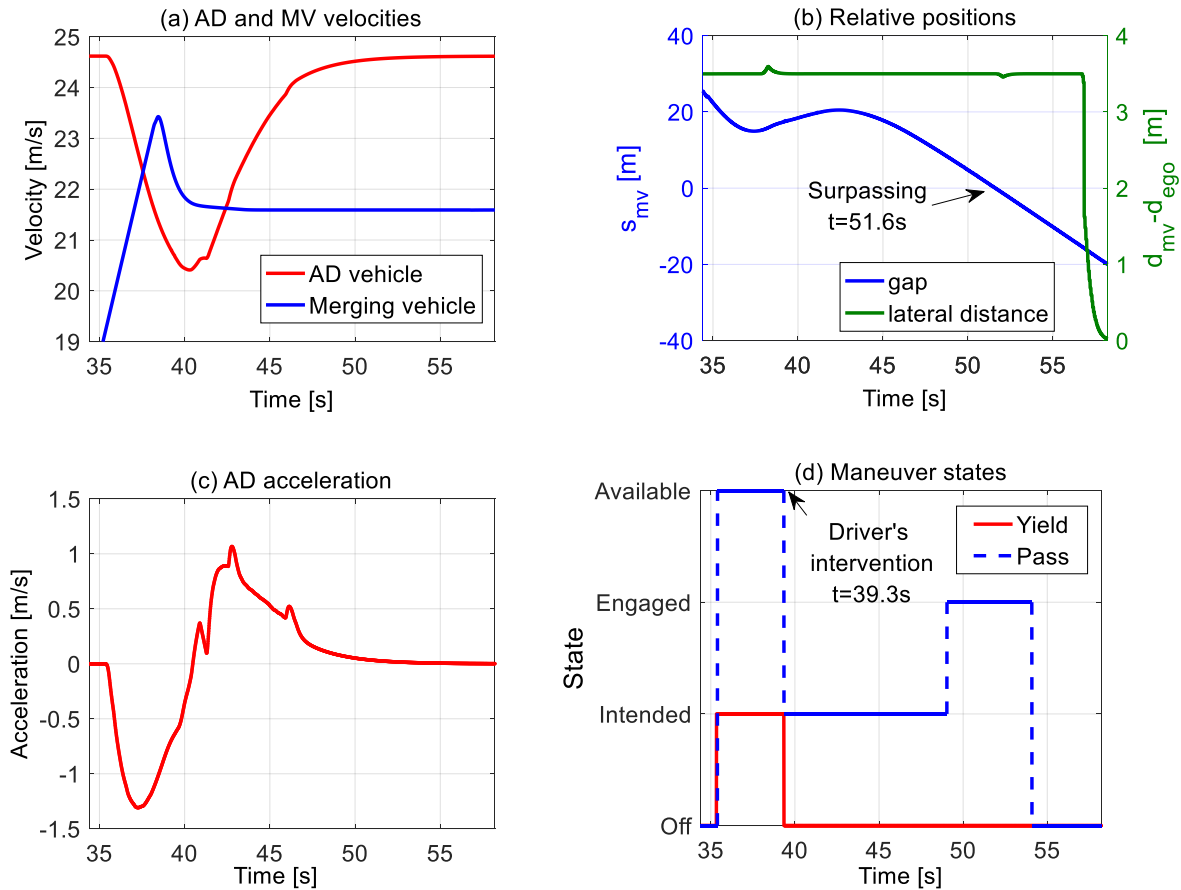 (a) AD and MV velocities
25
24
23
22
21
20
19
Velocity [m/s]
AD vehicle
Merging vehicle
35
40
45
50
55
Time [s]
(b) Relative positions
40
20
0
-20
-40
s_mv [m]
4
3
2
1
0
d_mv-d_ego [m]
Surpassing
t=51.6s
gap
lateral distance
35
40
45
50
55
Time [s]
(c) AD acceleration
1.5
1
0.5
0
-0.5
-1
-1.5
Acceleration [m/s]
35
40
45
50
55
Time [s]
(d) Maneuver states
Available
Engaged
Intended
Off
State
Driver's
intervention
t=39.3s
Yield
Pass
35
40
45
50
55
Time [s]